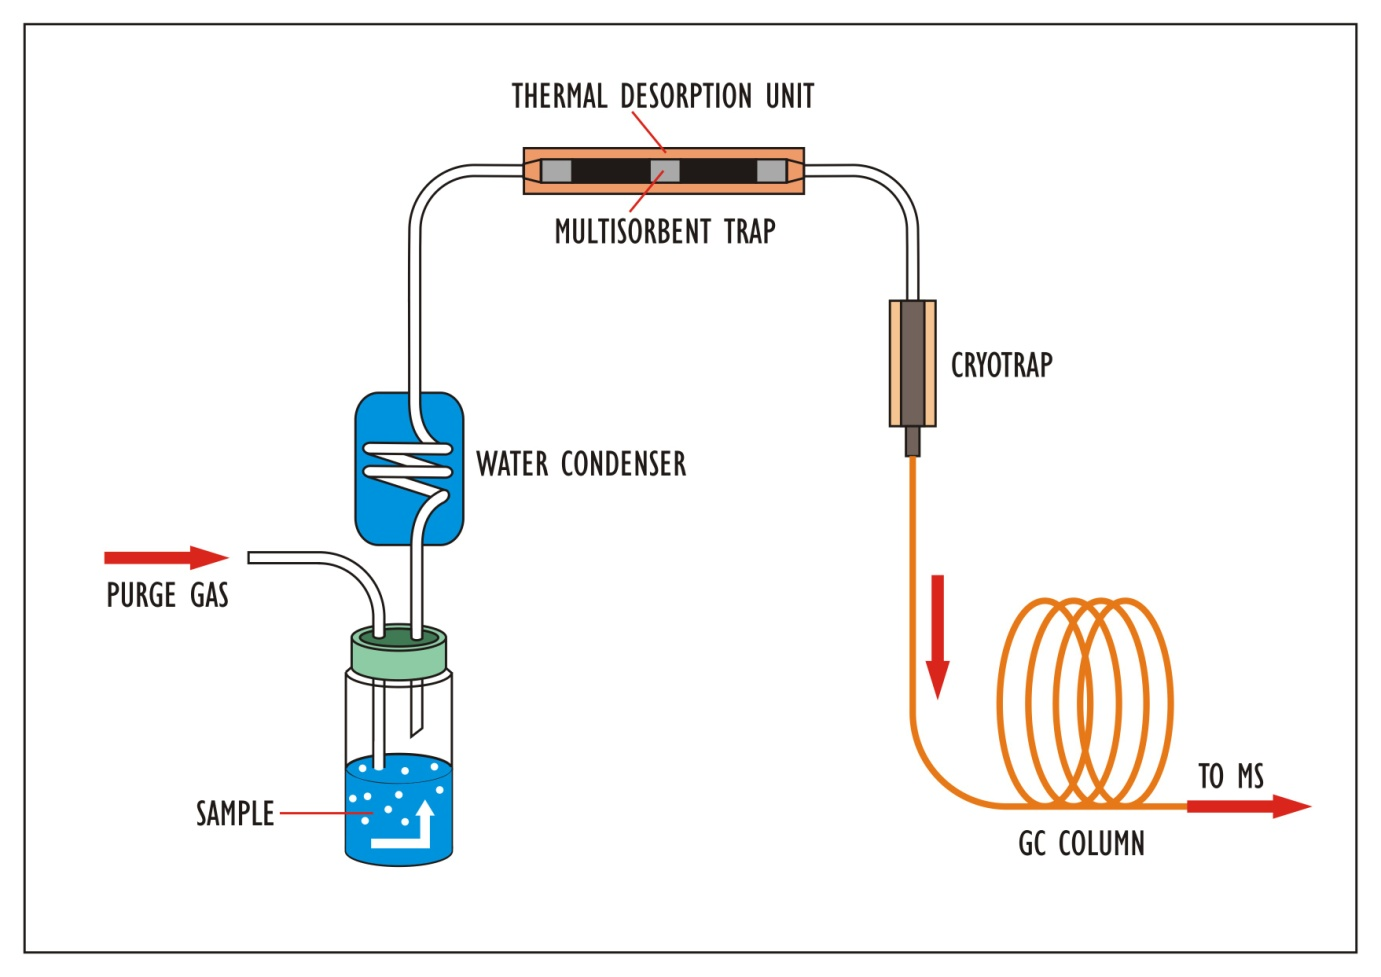 THERMAL DESORPTION UNIT
MULTISORBENT TRAP
CRYOTRAP
WATER CONDENSER
PURGE GAS
SAMPLE
TO MS
GC COLUMN